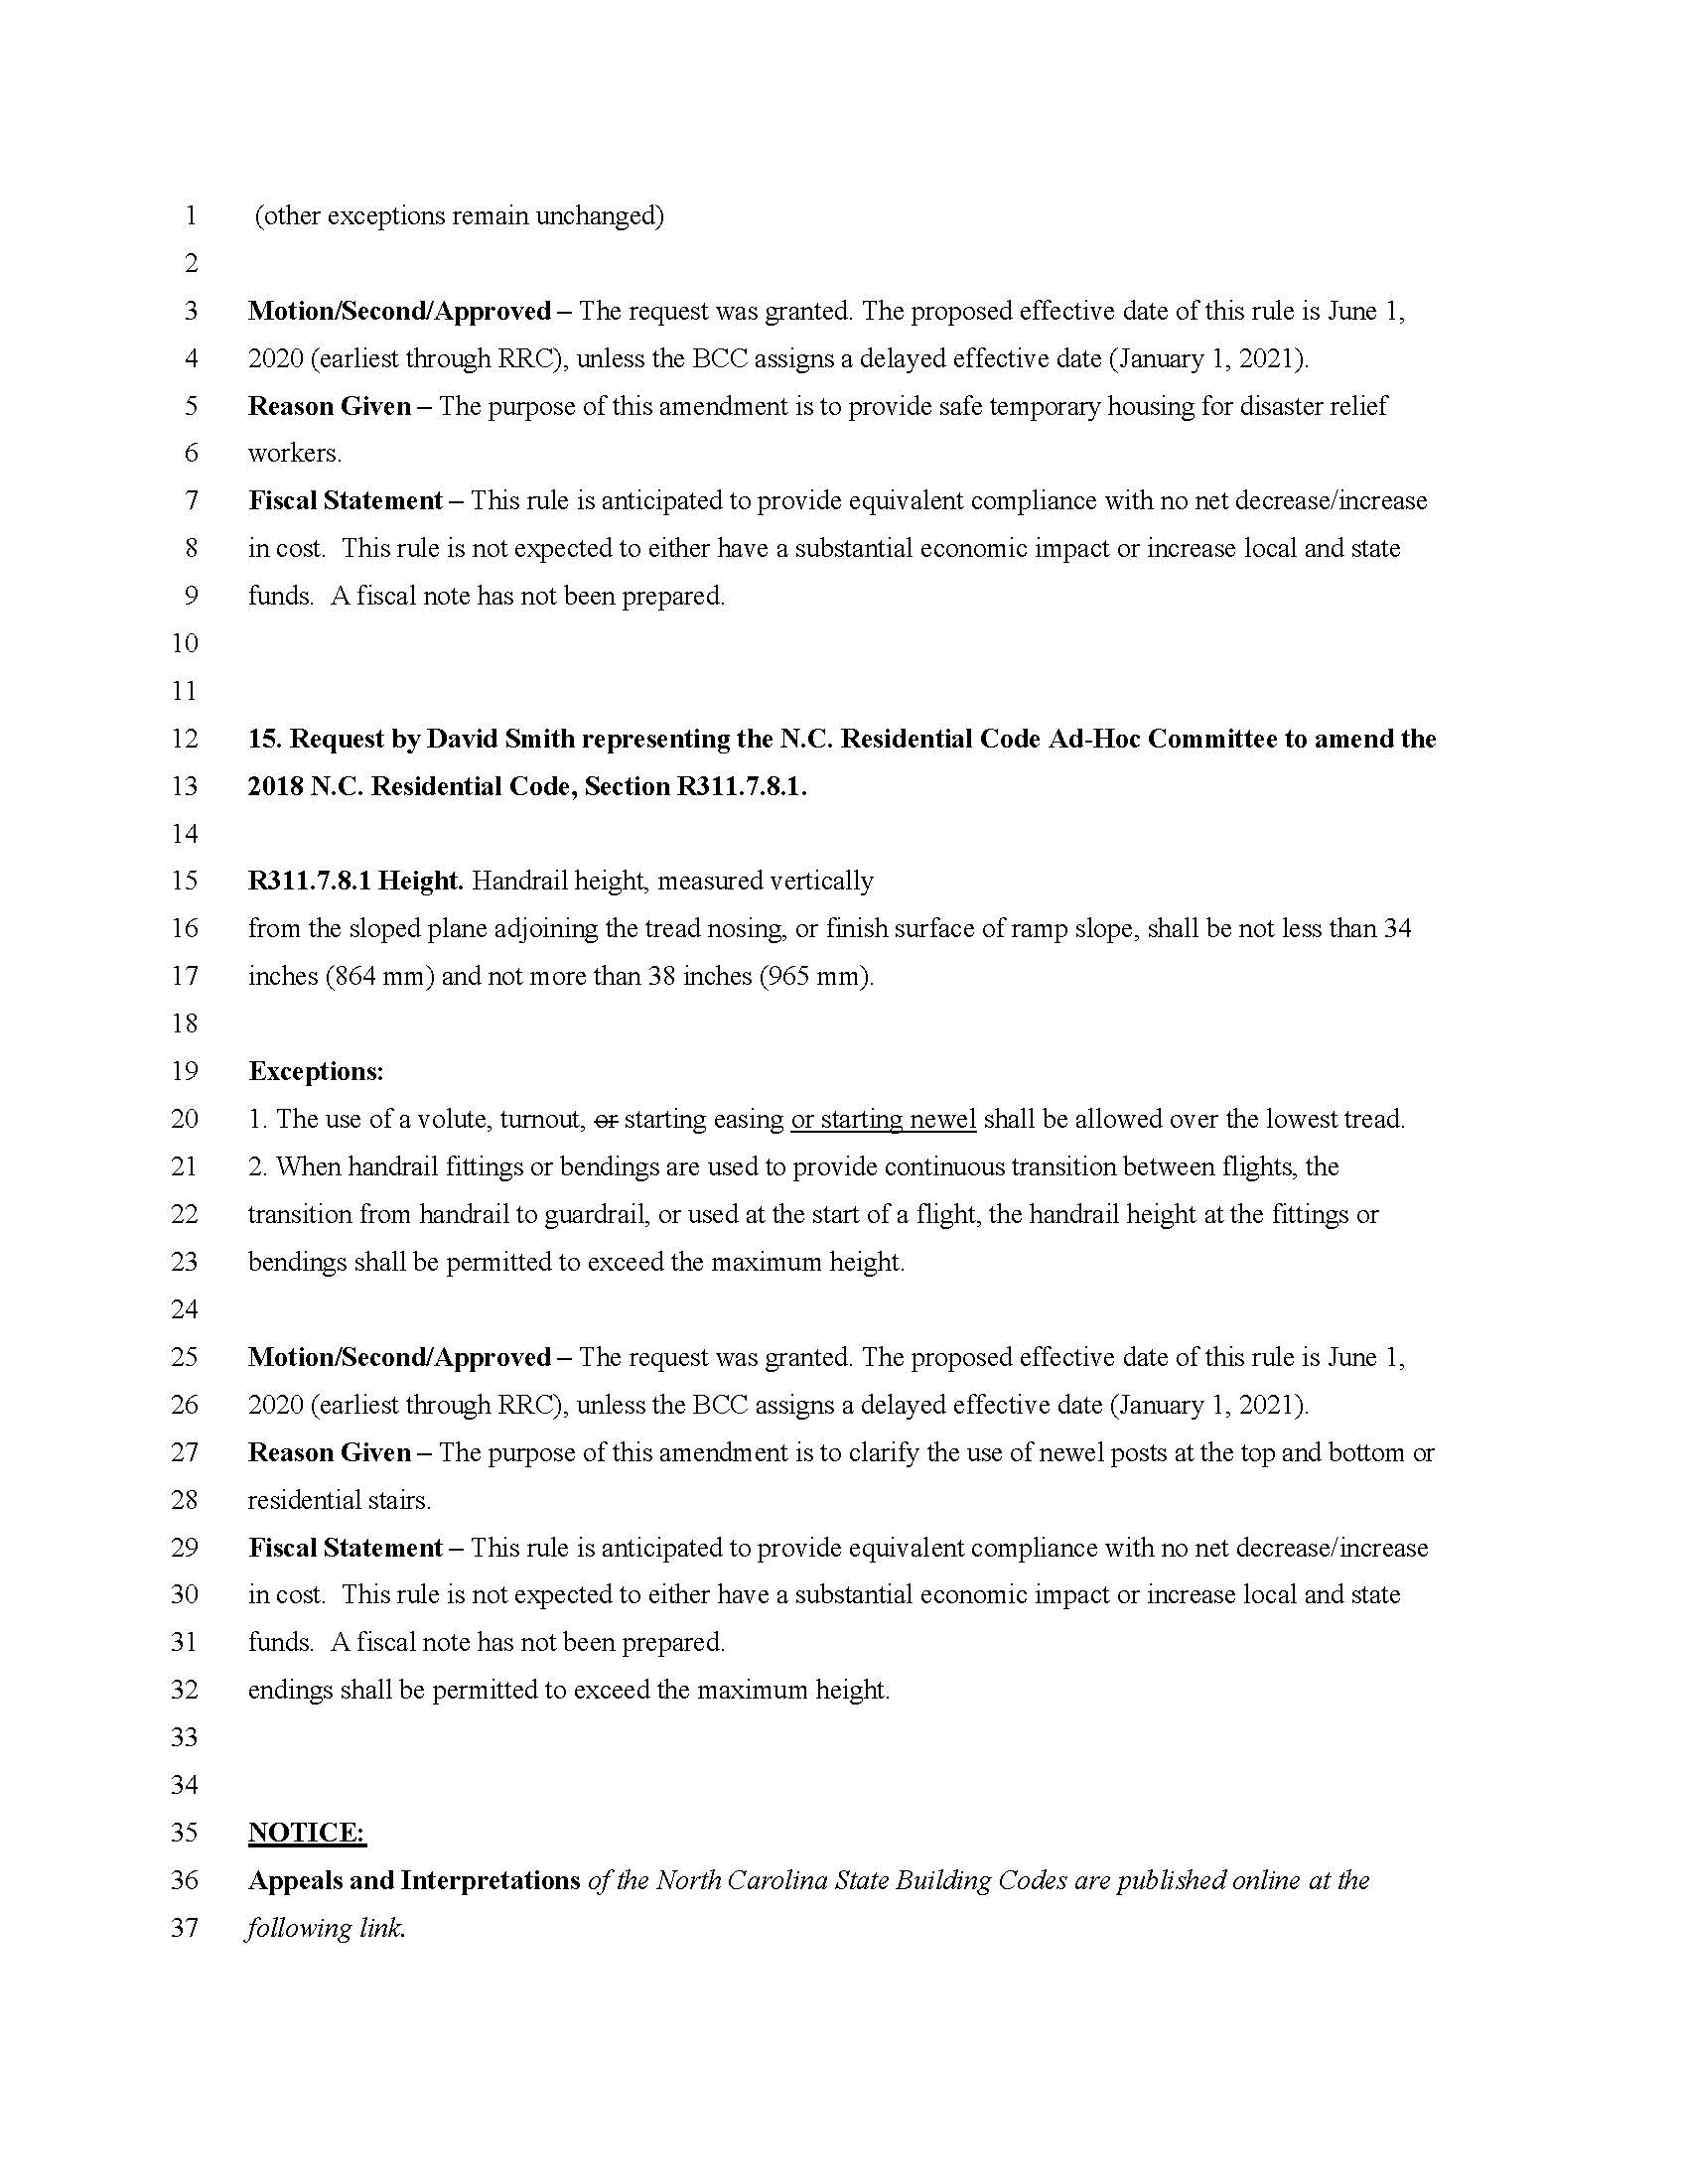 1 (other exceptions remain unchanged)
2
3 Motion/Second/Approved – The request was granted. The proposed effective date of this rule is June 1,
4 2020 (earliest through RRC), unless the BCC assigns a delayed effective date (January 1, 2021).
5 Reason Given – The purpose of this amendment is to provide safe temporary housing for disaster relief
6 workers.
7 Fiscal Statement – This rule is anticipated to provide equivalent compliance with no net decrease/increase
8 in cost.  This rule is not expected to either have a substantial economic impact or increase local and state
9 funds.  A fiscal note has not been prepared.
10
11
12 15. Request by David Smith representing the N.C. Residential Code Ad-Hoc Committee to amend the
13 2018 N.C. Residential Code, Section R311.7.8.1.
14
15 R311.7.8.1 Height. Handrail height, measured vertically
16 from the sloped plane adjoining the tread nosing, or finish surface of ramp slope, shall be not less than 34
17 inches (864 mm) and not more than 38 inches (965 mm).
18
19 Exceptions:
20 1. The use of a volute, turnout, or starting easing or starting newel shall be allowed over the lowest tread.
21 2. When handrail fittings or bendings are used to provide continuous transition between flights, the
22 transition from handrail to guardrail, or used at the start of a flight, the handrail height at the fittings or
23 bendings shall be permitted to exceed the maximum height.
24
25 Motion/Second/Approved – The request was granted. The proposed effective date of this rule is June 1,
26 2020 (earliest through RRC), unless the BCC assigns a delayed effective date (January 1, 2021).
27 Reason Given – The purpose of this amendment is to clarify the use of newel posts at the top and bottom or
28 residential stairs.
29 Fiscal Statement – This rule is anticipated to provide equivalent compliance with no net decrease/increase
30 in cost.  This rule is not expected to either have a substantial economic impact or increase local and state
31 funds.  A fiscal note has not been prepared.
32 endings shall be permitted to exceed the maximum height.
33
34
35 NOTICE:
36 Appeals and Interpretations of the North Carolina State Building Codes are published online at the
37 following link.